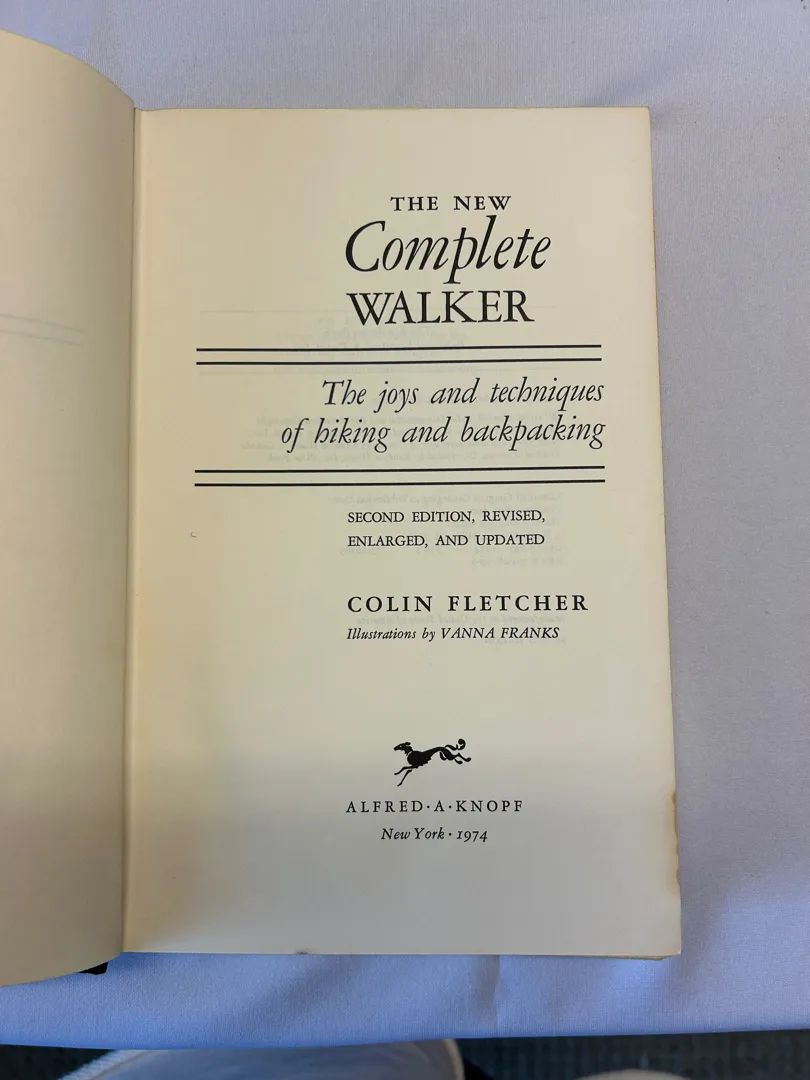 THE NEW
Complete
WALKER
The joys and techniques
of hiking and backpacking
SECOND EDITION, REVISED,
ENLARGED, AND UPDATED
COLIN FLETCHER
Illustrations by VANNA FRANKS
ALFRED·A·KNOPF
New York · 1974